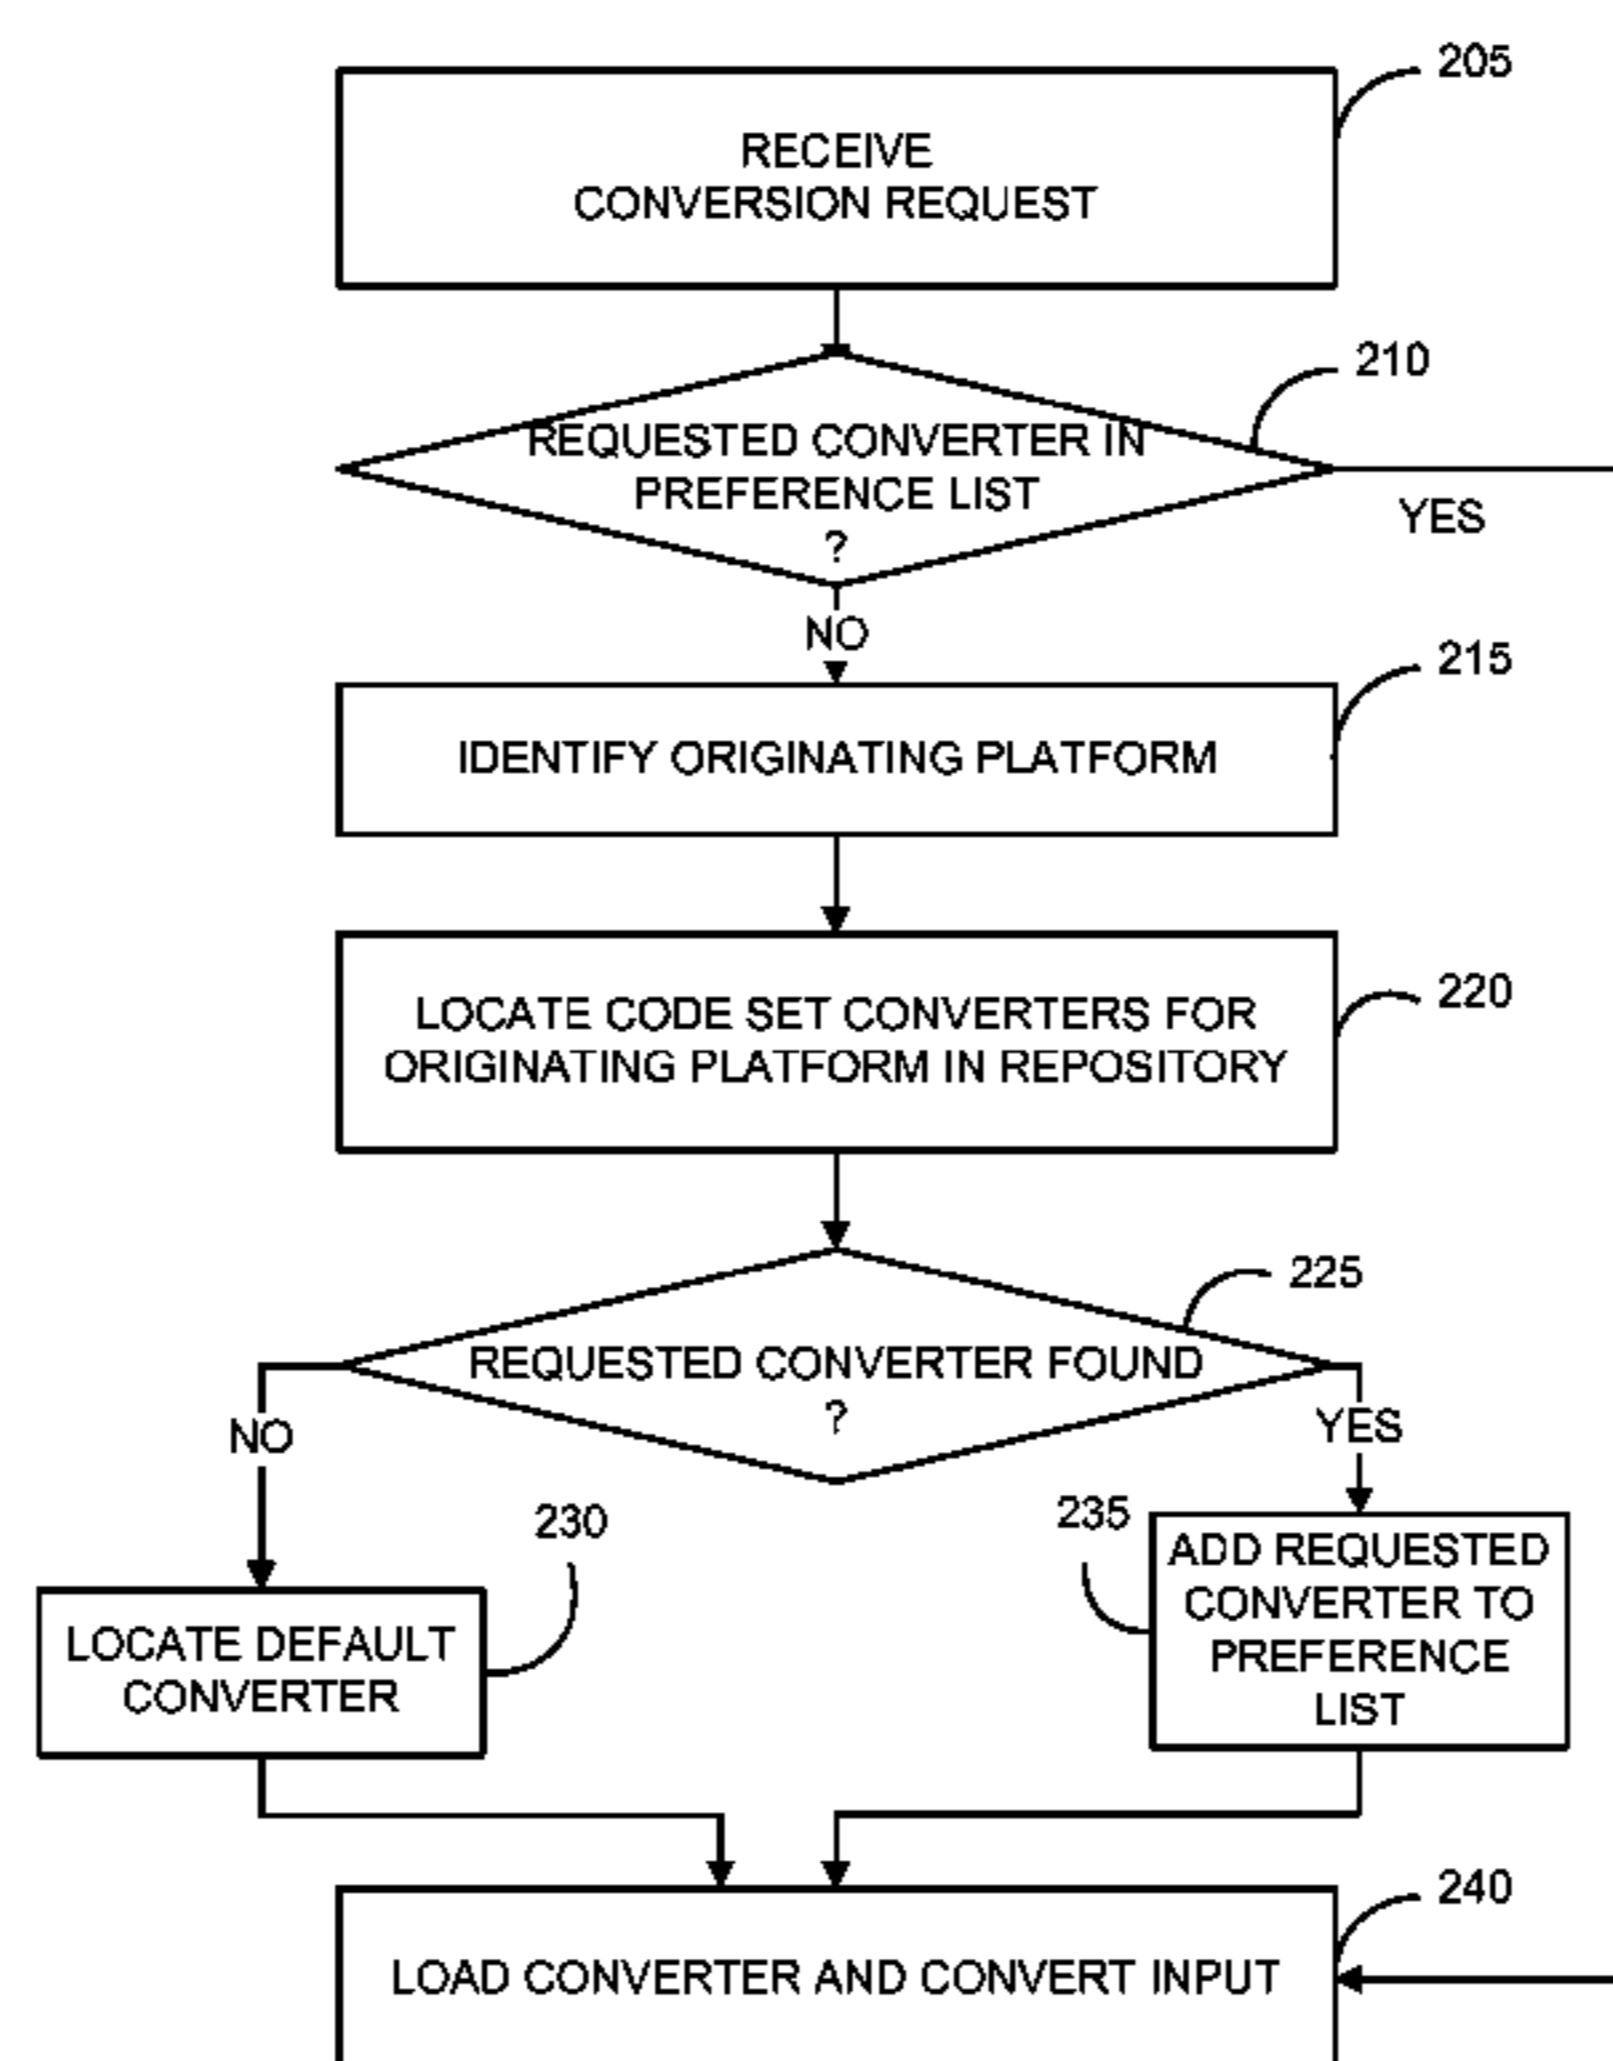 205
RECEIVE
CONVERSION REQUEST
210
REQUESTED CONVERTER IN
PREFERENCE LIST
?
YES
NO
215
IDENTIFY ORIGINATING PLATFORM
220
LOCATE CODE SET CONVERTERS FOR
ORIGINATING PLATFORM IN REPOSITORY
225
REQUESTED CONVERTER FOUND
?
NO
YES
230
235
LOCATE DEFAULT
CONVERTER
ADD REQUESTED
CONVERTER TO
PREFERENCE
LIST
240
LOAD CONVERTER AND CONVERT INPUT